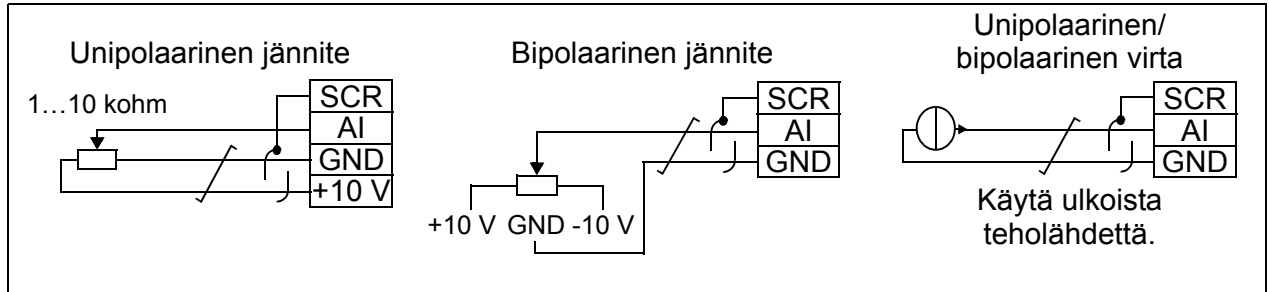 Unipolaarinen jännite
1…10 kohm
SCR
AI
GND
+10 V
Bipolaarinen jännite
SCR
AI
GND
+10 V GND -10 V
Unipolaarinen/
bipolaarinen virta
SCR
AI
GND
Käytä ulkoista
teholähdettä.